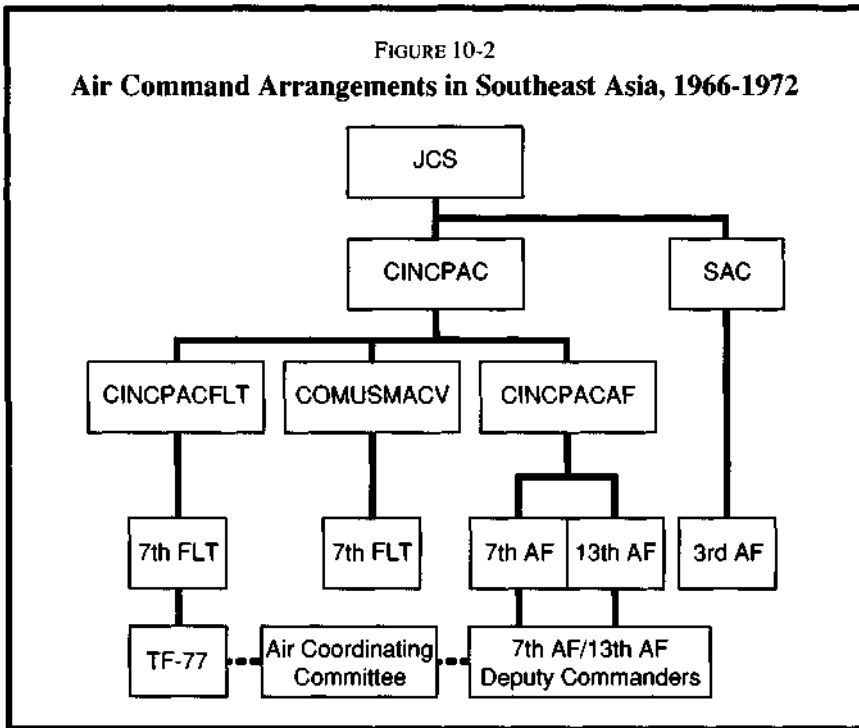 FIGURE 10-2
Air Command Arrangements in Southeast Asia, 1966-1972
JCS
CINCPAC
SAC
CINCPACFLT
COMUSMACV
CINCPACAF
7th FLT
7th FLT
7th AF
13th AF
3rd AF
TF-77
Air Coordinating
Committee
7th AF/13th AF
Deputy Commanders